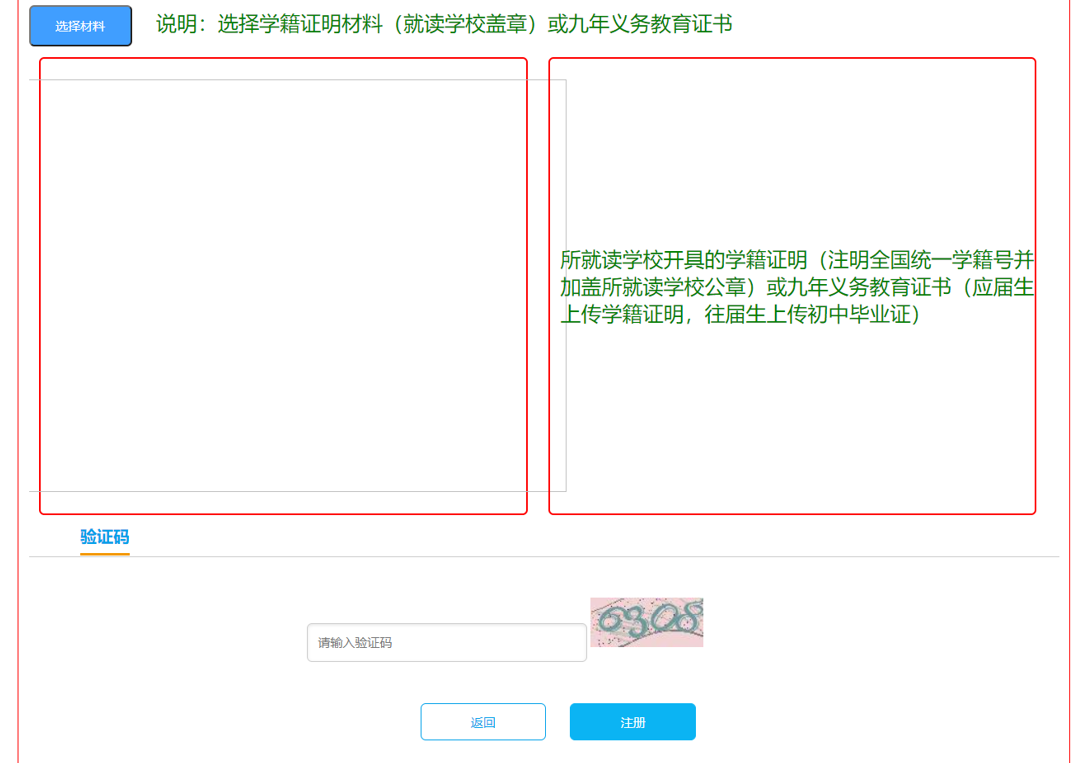 选择材料
说明：选择学籍证明材料（就读学校盖章）或九年义务教育证书
所就读学校开具的学籍证明（注明全国统一学籍号并
加盖所就读学校公章）或九年义务教育证书（应届生
上传学籍证明，往届生上传初中毕业证）
验证码
6308
请输入验证码
返回
注册